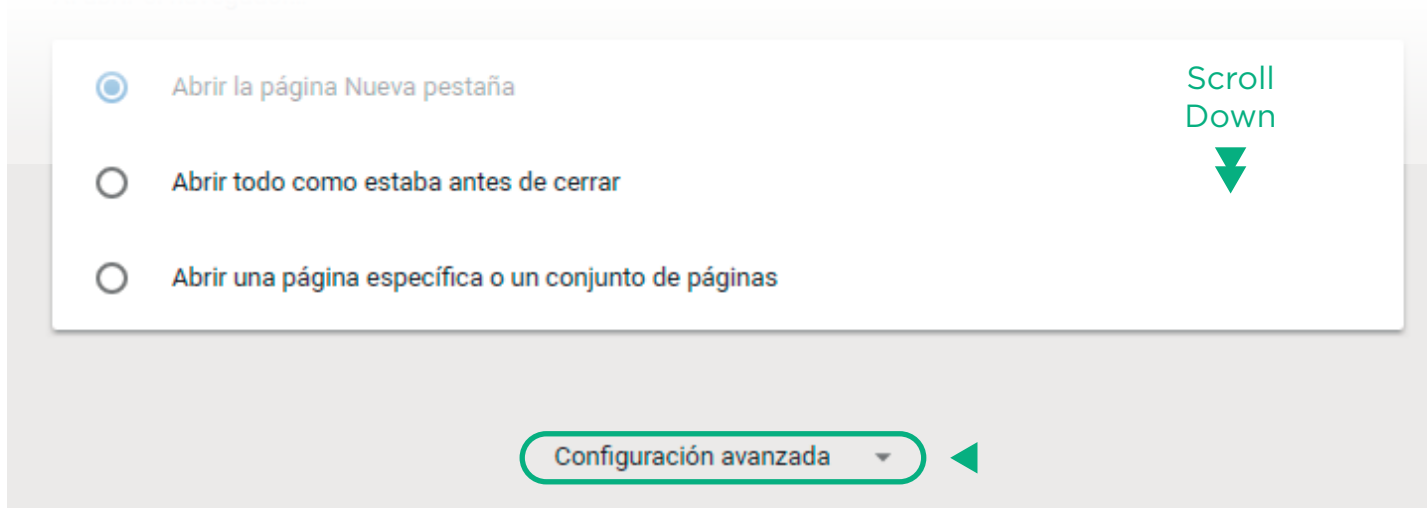 Abrir la página Nueva pestaña
Scroll
Down
Abrir todo como estaba antes de cerrar
Abrir una página específica o un conjunto de páginas
Configuración avanzada